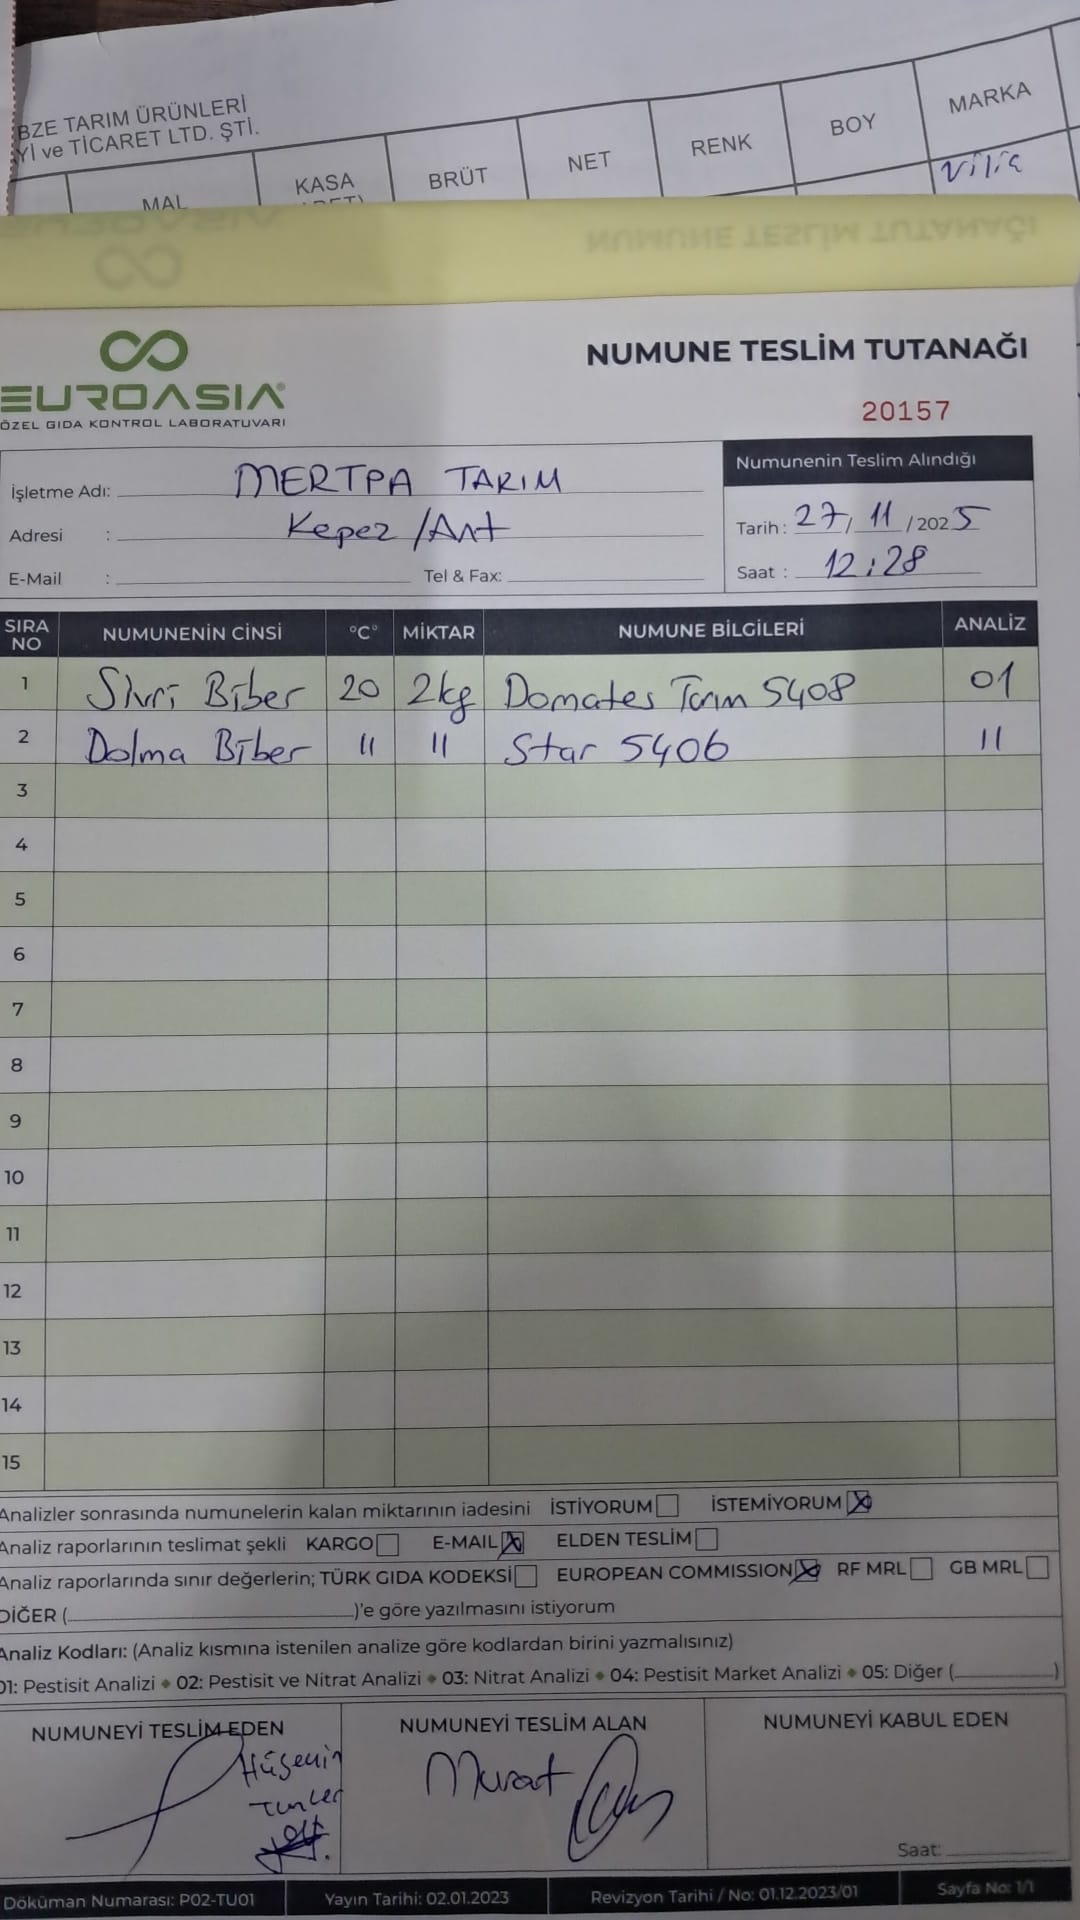 BZE TARIM ÜRÜNLERİ
Yİ ve TİCARET LTD. ŞTİ.
MAL KASA BRÜT NET RENK BOY MARKA
NUMUNE TESLİM TUTANAĞI
EUROASIA®
ÖZEL GIDA KONTROL LABORATUVARI
NUMUNE TESLİM TUTANAĞI
20157
İşletme Adı: MERTPA TARIM
Adresi : Kepez /Ant
E-Mail : Tel & Fax:
Numunenin Teslim Alındığı
Tarih: 27/11/2025
Saat : 12:28
SIRA NO NUMUNENİN CİNSİ °C° MİKTAR NUMUNE BİLGİLERİ ANALİZ
1 Sivri Biber 20 2kg Domates Tarım 5408 01
2 Dolma Biber " " Star 5406 "
3
4
5
6
7
8
9
10
11
12
13
14
15
Analizler sonrasında numunelerin kalan miktarının iadesini İSTİYORUM İSTEMİYORUM X
Analiz raporlarının teslimat şekli KARGO E-MAIL X ELDEN TESLİM
Analiz raporlarında sınır değerlerin; TÜRK GIDA KODEKSİ EUROPEAN COMMISSION X RF MRL GB MRL
DİĞER (______)'e göre yazılmasını istiyorum
Analiz Kodları: (Analiz kısmına istenilen analize göre kodlardan birini yazmalısınız)
01: Pestisit Analizi • 02: Pestisit ve Nitrat Analizi • 03: Nitrat Analizi • 04: Pestisit Market Analizi • 05: Diğer (______)
NUMUNEYİ TESLİM EDEN NUMUNEYİ TESLİM ALAN NUMUNEYİ KABUL EDEN
Hüseyin
Murat
Saat:
Döküman Numarası: P02-TU01 Yayın Tarihi: 02.01.2023 Revizyon Tarihi / No: 01.12.2023/01 Sayfa No: 1/1